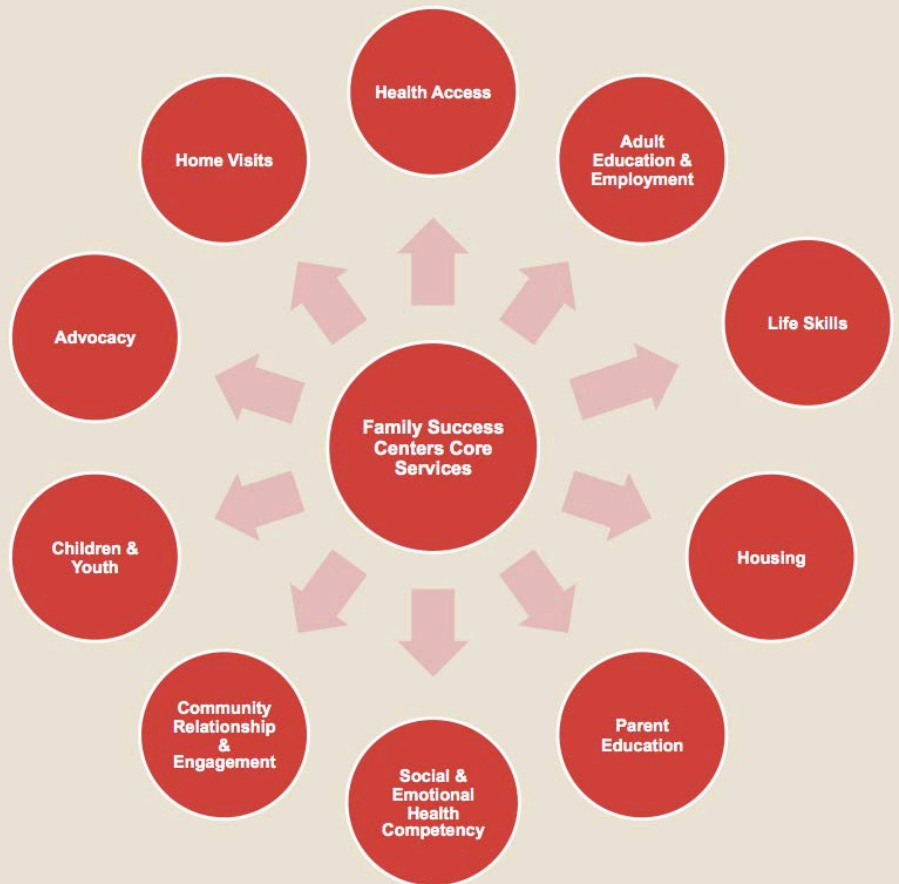 Health Access
Adult
Education &
Employment
Life Skills
Housing
Parent
Education
Social &
Emotional
Health
Competency
Community
Relationship
&
Engagement
Children &
Youth
Advocacy
Home Visits
Family Success
Centers Core
Services